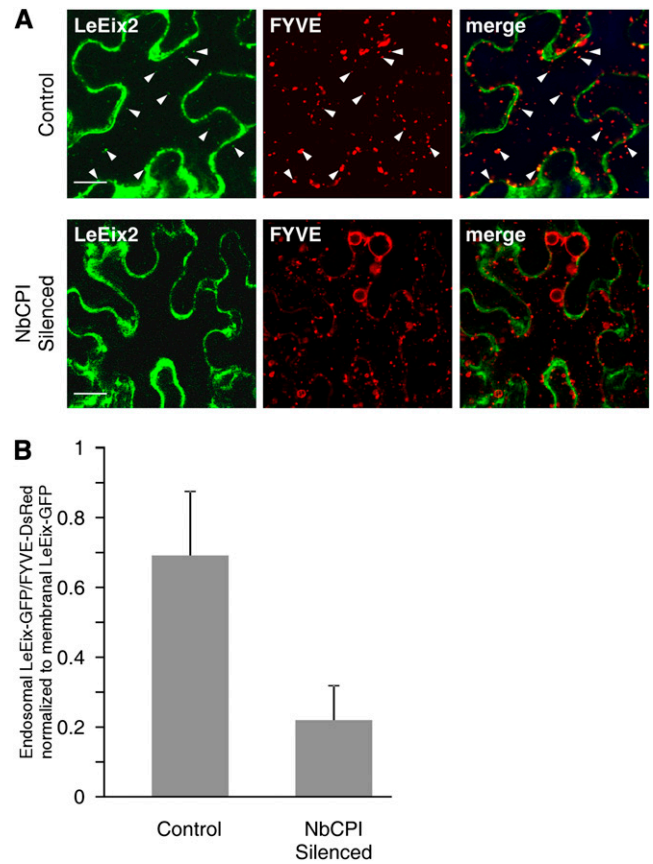 A
LeEix2
FYVE
merge
Control
LeEix2
FYVE
merge
NbCPI
Silenced
B
Endosomal LeEix-GFP/FYVE-DsRed
normalized to membranal LeEix-GFP
1
0.8
0.6
0.4
0.2
0
Control
NbCPI
Silenced